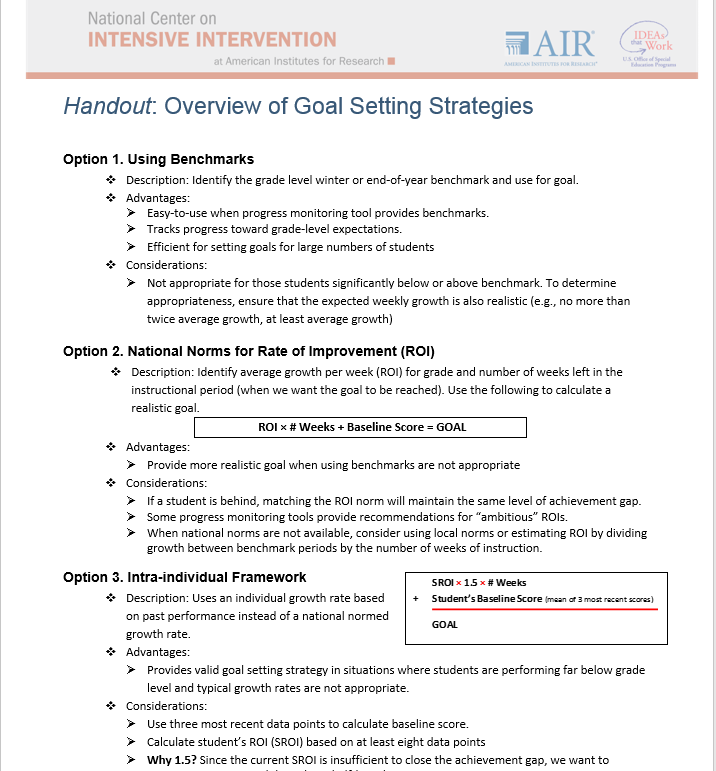 National Center on
INTENSIVE INTERVENTION
at American Institutes for Research
AIR®
AMERICAN INSTITUTES FOR RESEARCH®
IDEAs
that
Work
U.S. Office of Special
Education Programs
Handout: Overview of Goal Setting Strategies
Option 1. Using Benchmarks
❖ Description: Identify the grade level winter or end-of-year benchmark and use for goal.
❖ Advantages:
➢ Easy-to-use when progress monitoring tool provides benchmarks.
➢ Tracks progress toward grade-level expectations.
➢ Efficient for setting goals for large numbers of students
❖ Considerations:
➢ Not appropriate for those students significantly below or above benchmark. To determine
appropriateness, ensure that the expected weekly growth is also realistic (e.g., no more than
twice average growth, at least average growth)
Option 2. National Norms for Rate of Improvement (ROI)
❖ Description: Identify average growth per week (ROI) for grade and number of weeks left in the
instructional period (when we want the goal to be reached). Use the following to calculate a
realistic goal.
ROI × # Weeks + Baseline Score = GOAL
❖ Advantages:
➢ Provide more realistic goal when using benchmarks are not appropriate
❖ Considerations:
➢ If a student is behind, matching the ROI norm will maintain the same level of achievement gap.
➢ Some progress monitoring tools provide recommendations for “ambitious” ROIs.
➢ When national norms are not available, consider using local norms or estimating ROI by dividing
growth between benchmark periods by the number of weeks of instruction.
Option 3. Intra-individual Framework
❖ Description: Uses an individual growth rate based
on past performance instead of a national normed
growth rate.
SROI × 1.5 × # Weeks
+ Student’s Baseline Score (mean of 3 most recent scores)
GOAL
❖ Advantages:
➢ Provides valid goal setting strategy in situations where students are performing far below grade
level and typical growth rates are not appropriate.
❖ Considerations:
➢ Use three most recent data points to calculate baseline score.
➢ Calculate student’s ROI (SROI) based on at least eight data points
➢ Why 1.5? Since the current SROI is insufficient to close the achievement gap, we want to